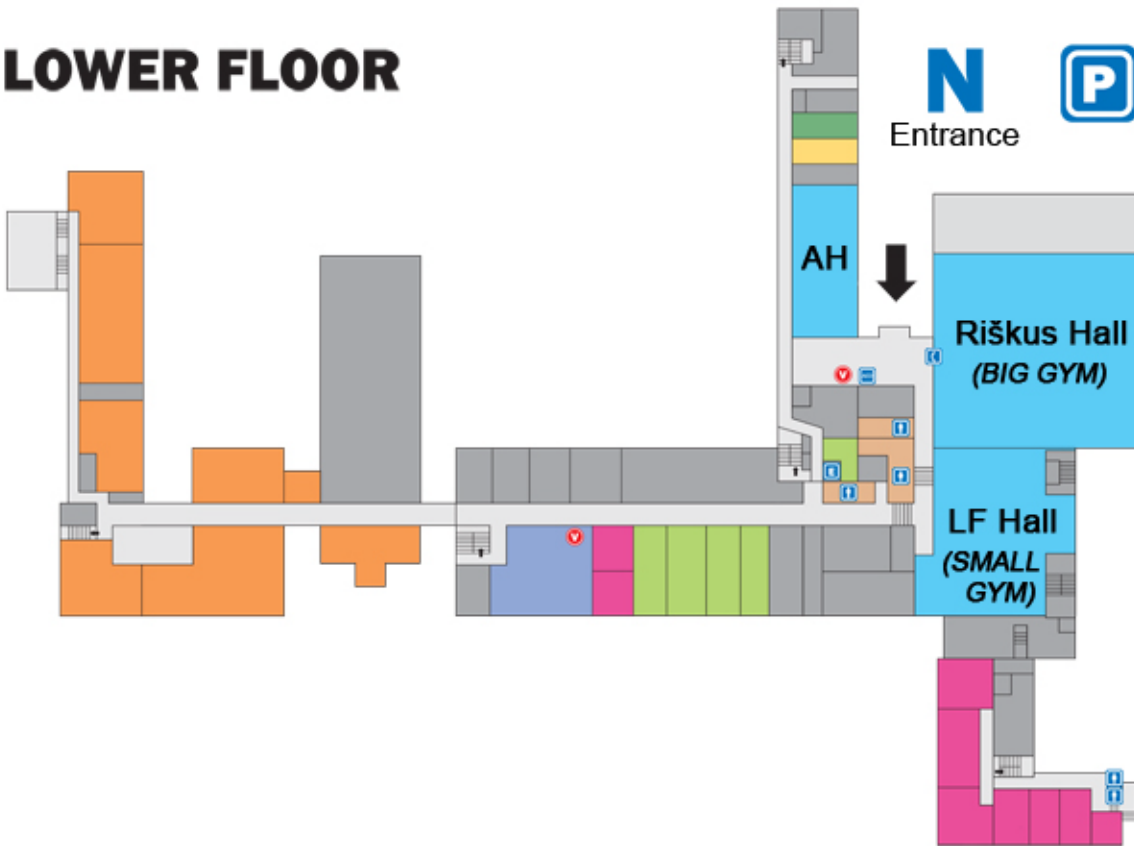 LOWER FLOOR
N
Entrance
P
AH
Riškus Hall
(BIG GYM)
LF Hall
(SMALL
GYM)
V
E
V